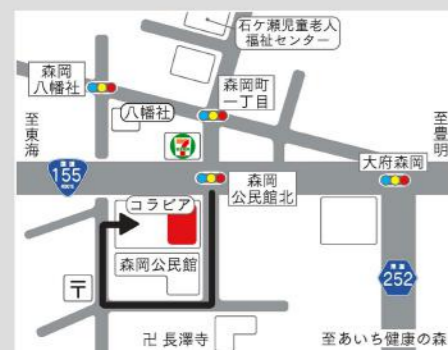 石ケ瀬児童老人
福祉センター
森岡
八幡社
森岡町
一丁目
八幡社
至東海
至豊明
大府森岡
国道
155
森岡
公民館北
コラビア
森岡公民館
252
〒
卍 長澤寺
至あいち健康の森